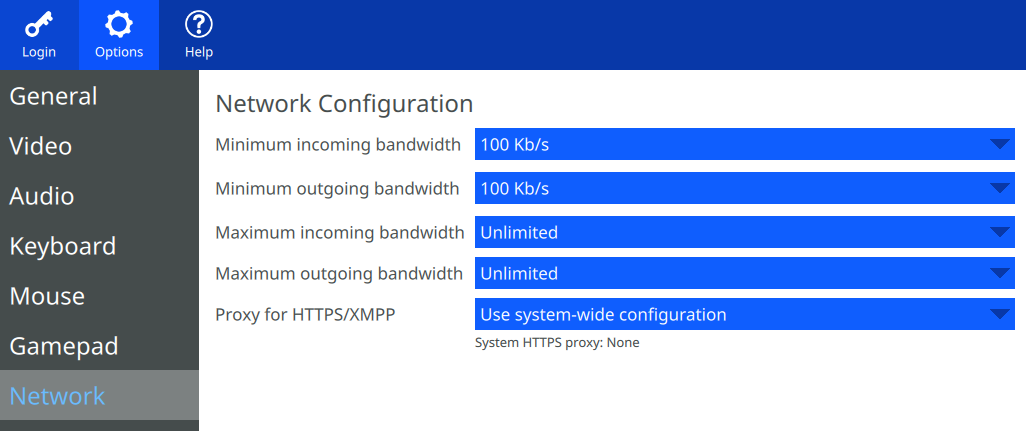 Login
Options
Help
General
Video
Audio
Keyboard
Mouse
Gamepad
Network
Network Configuration
Minimum incoming bandwidth 100 Kb/s
Minimum outgoing bandwidth 100 Kb/s
Maximum incoming bandwidth Unlimited
Maximum outgoing bandwidth Unlimited
Proxy for HTTPS/XMPP Use system-wide configuration
System HTTPS proxy: None